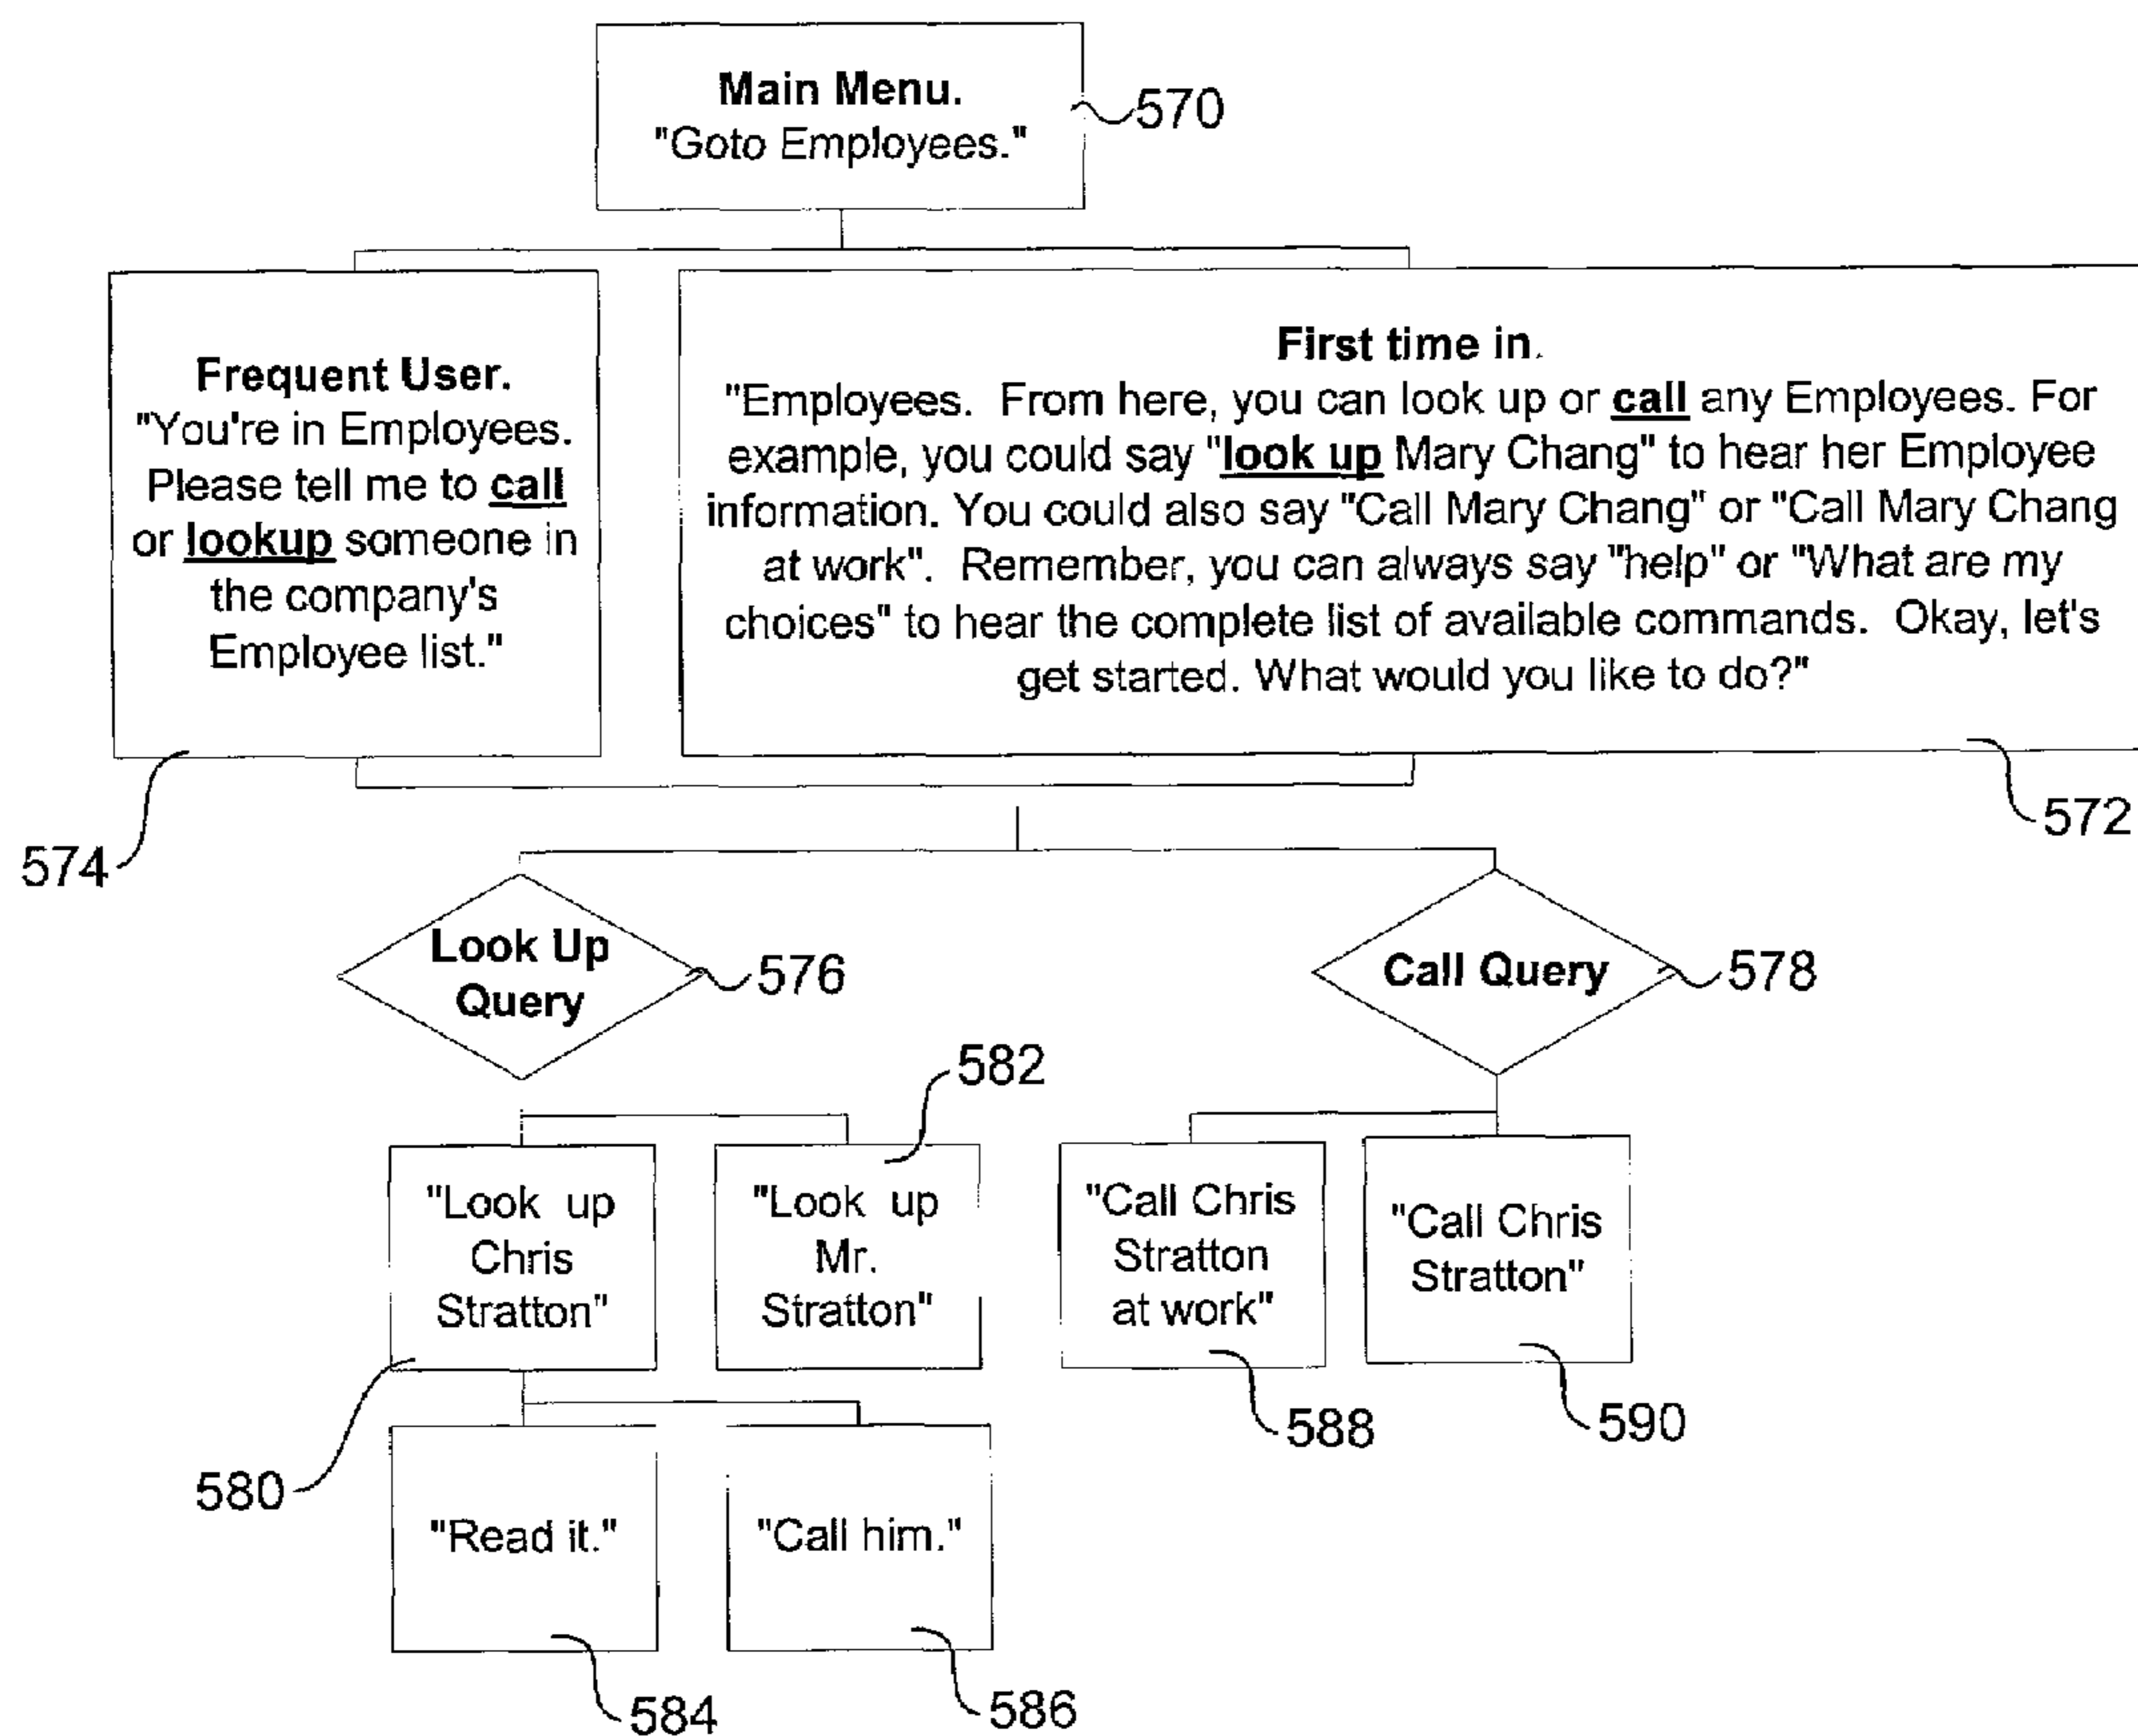 Main Menu.
"Goto Employees."
570
Frequent User.
"You're in Employees.
Please tell me to call
or lookup someone in
the company's
Employee list."
574
First time in.
"Employees. From here, you can look up or call any Employees. For
example, you could say "look up Mary Chang" to hear her Employee
information. You could also say "Call Mary Chang" or "Call Mary Chang
at work". Remember, you can always say "help" or "What are my
choices" to hear the complete list of available commands. Okay, let's
get started. What would you like to do?"
572
Look Up
Query
576
Call Query
578
582
"Look up
Chris
Stratton"
580
"Look up
Mr.
Stratton"
"Call Chris
Stratton
at work"
588
"Call Chris
Stratton"
590
"Read it."
584
"Call him."
586